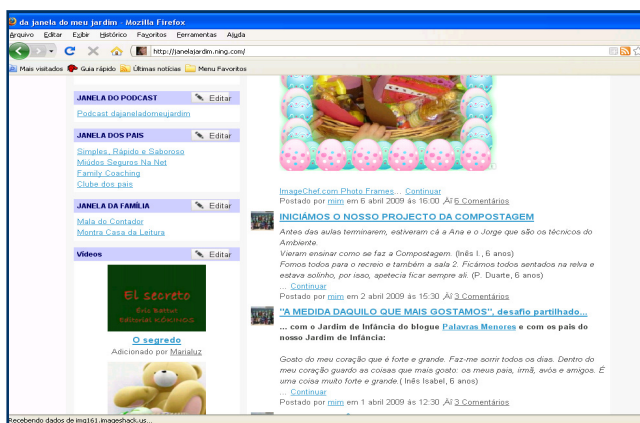 da janela do meu jardim - Mozilla Firefox
Arquivo Editar Exibir Histórico Favoritos Ferramentas Ajuda
http://janelajardim.ning.com/
Mais visitados Guia rápido Últimas notícias Menu Favoritos
JANELA DO PODCAST Editar
Podcast dajaneladomeujardim
JANELA DOS PAIS Editar
Simples, Rápido e Saboroso
Miúdos Seguros Na Net
Family Coaching
Clube dos pais
JANELA DA FAMÍLIA Editar
Mala do Contador
Montra Casa da Leitura
Vídeos Editar
El secreto
Éric Battut
Editorial KÓKINOS
O segredo
Adicionado por Marialuz
ImageChef.com Photo Frames... Continuar
Postado por mim em 6 abril 2009 ás 16:00 ‚Äî 6 Comentários
INICIÁMOS O NOSSO PROJECTO DA COMPOSTAGEM
Antes das aulas terminarem, estiveram cá a Ana e o Jorge que são os técnicos do
Ambiente.
Vieram ensinar como se faz a Compostagem. (Inês I., 6 anos)
Fomos todos para o recreio e também a sala 2. Ficámos todos sentados na relva e
estava solinho, por isso, apetecia ficar sempre ali. (P. Duarte, 6 anos)
... Continuar
Postado por mim em 2 abril 2009 ás 15:30 ‚Äî 3 Comentários
"A MEDIDA DAQUILO QUE MAIS GOSTAMOS", desafio partilhado...
... com o Jardim de Infância do blogue Palavras Menores e com os pais do
nosso Jardim de Infância:
Gosto do meu coração que é forte e grande. Faz-me sorrir todos os dias. Dentro do
meu coração guardo as coisas que mais gosto: os meus pais, irmã, avós e amigos. É
uma coisa muito forte e grande.( Inês Isabel, 6 anos)
... Continuar
Postado por mim em 1 abril 2009 ás 12:30 ‚Äî 3 Comentários
Recebendo dados de img161.imageshack.us...